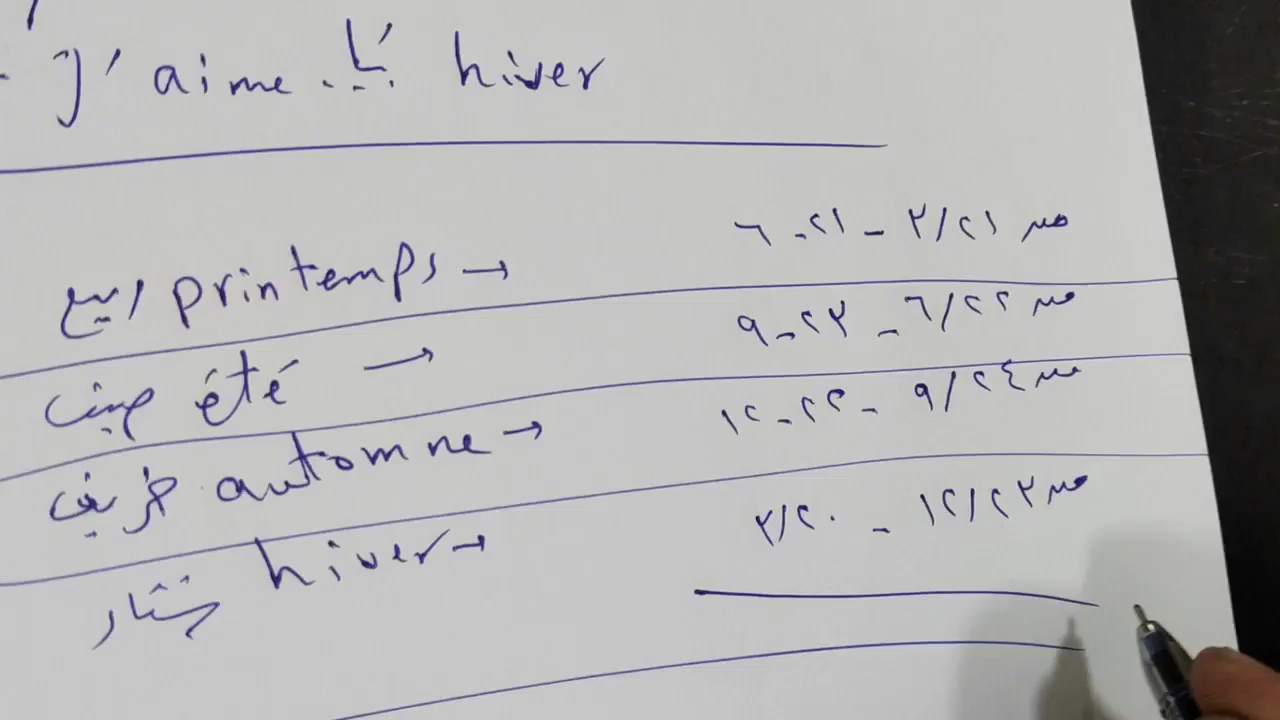 - J'aime ..L'.. hiver
ربيع printemps → من ٣/٢١ - ٢١-٦
صيف été → من ٦/٢٢ - ٢٣-٩
خريف automne → من ٩/٢٤ - ٢٢-١٢
شتاء hiver → من ١٢/٢٣ - ٣/٢٠